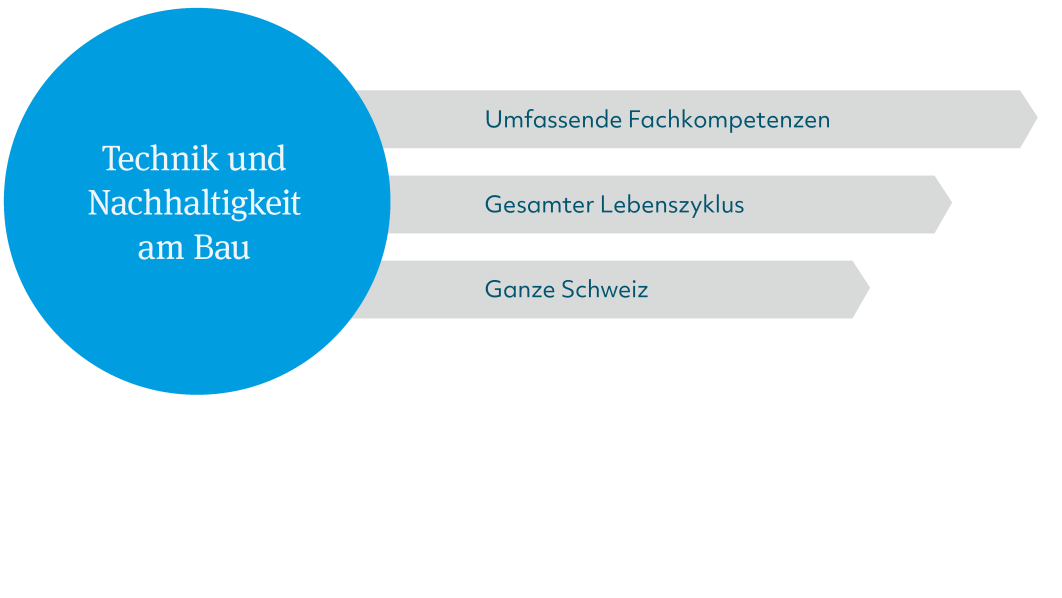 Technik und
Nachhaltigkeit
am Bau
Umfassende Fachkompetenzen
Gesamter Lebenszyklus
Ganze Schweiz